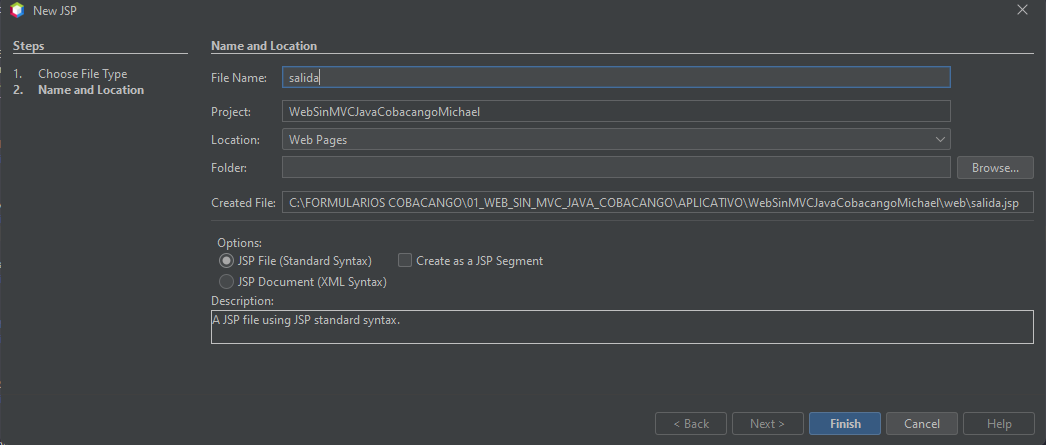 New JSP
Steps
1. Choose File Type
2. Name and Location
Name and Location
File Name: salida
Project: WebSinMVCJavaCobacangoMichael
Location: Web Pages
Folder: Browse...
Created File: C:\FORMULARIOS COBACANGO\01_WEB_SIN_MVC_JAVA_COBACANGO\APLICATIVO\WebSinMVCJavaCobacangoMichael\web\salida.jsp
Options:
JSP File (Standard Syntax) Create as a JSP Segment
JSP Document (XML Syntax)
Description:
A JSP file using JSP standard syntax.
< Back Next > Finish Cancel Help